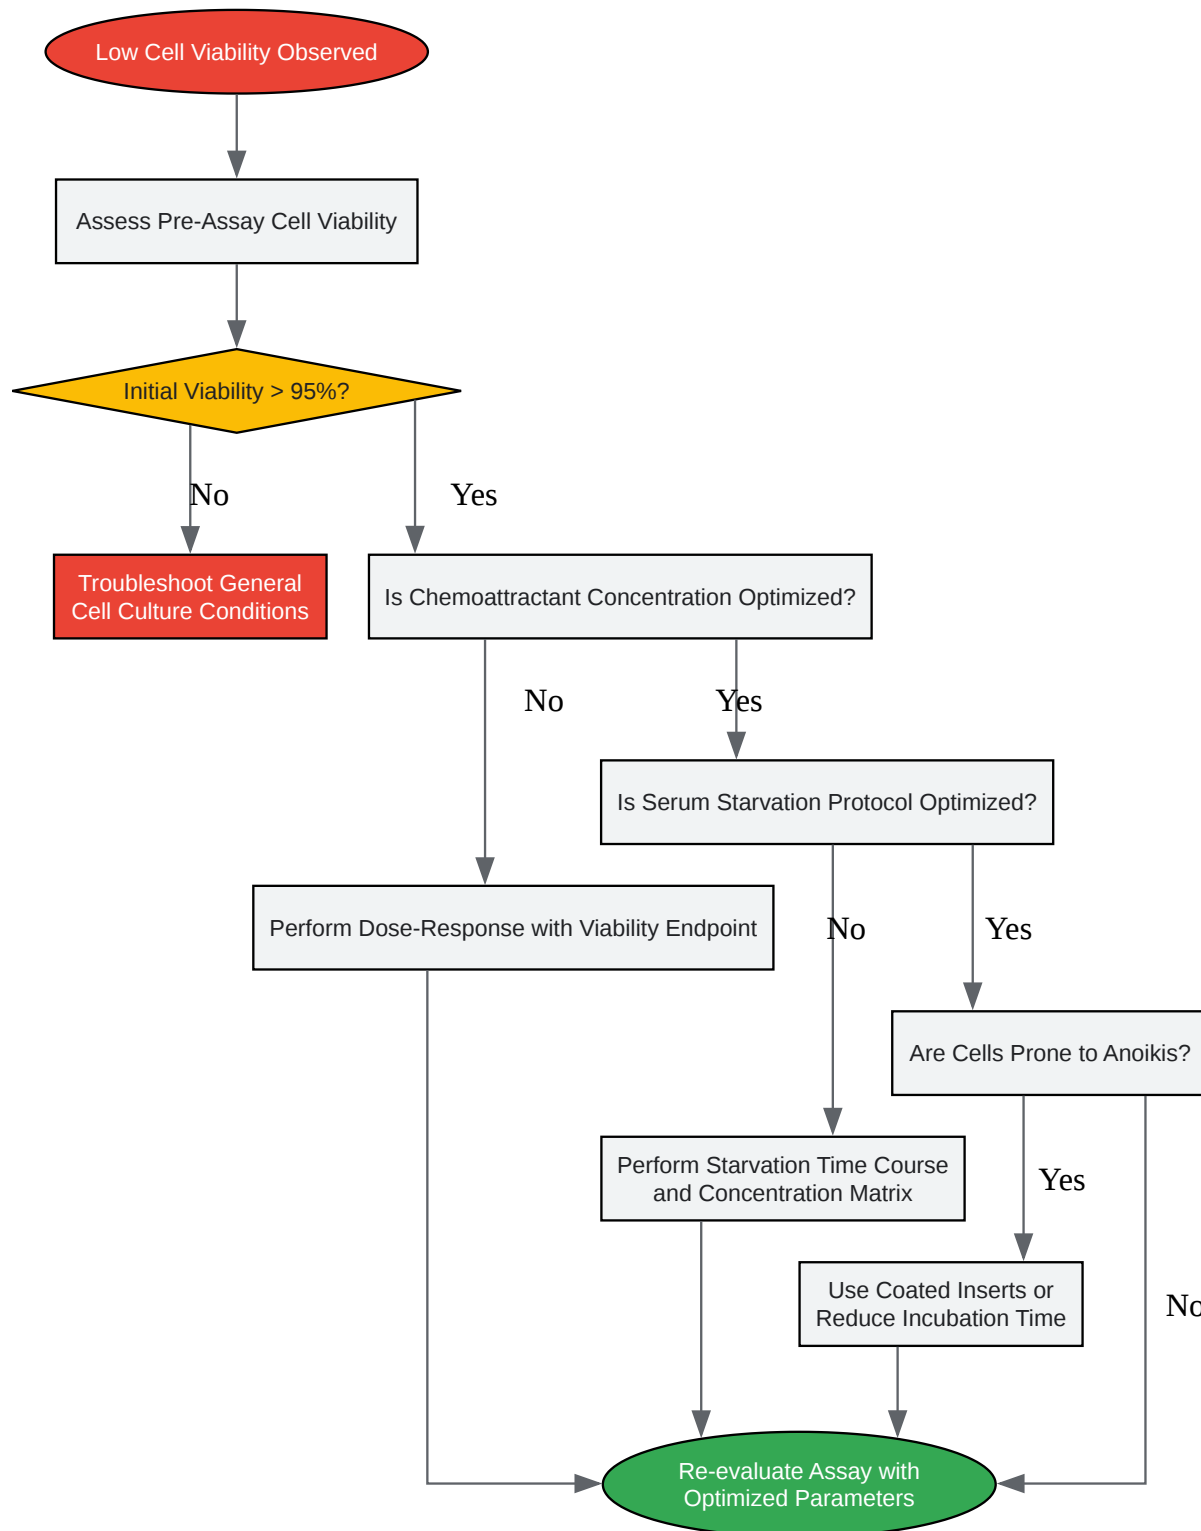 Low Cell Viability Observed
Assess Pre-Assay Cell Viability
Initial Viability > 95%?
No
Yes
Troubleshoot General
Cell Culture Conditions
Is Chemoattractant Concentration Optimized?
No
Yes
Is Serum Starvation Protocol Optimized?
Perform Dose-Response with Viability Endpoint
No
Yes
Are Cells Prone to Anoikis?
Perform Starvation Time Course
and Concentration Matrix
Yes
Use Coated Inserts or
Reduce Incubation Time
No
Re-evaluate Assay with
Optimized Parameters